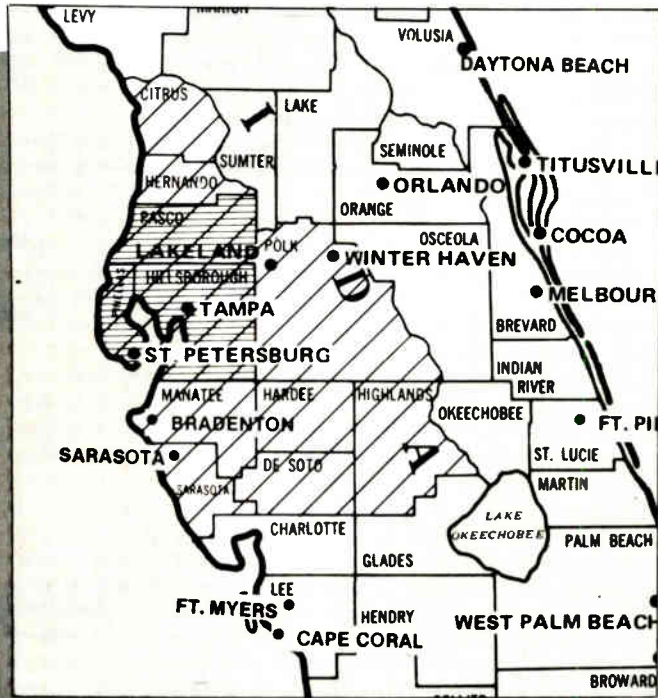 LEVY
MARION
VOLUSIA
DAYTONA BEACH
CITRUS
I
LAKE
SUMTER
SEMINOLE
TITUSVILL
HERNANDO
ORLANDO
PASCO
ORANGE
COCOA
LAKELAND
POLK
OSCEOLA
WINTER HAVEN
HILLSBOROUGH
D
TAMPA
MELBOUR
BREVARD
ST. PETERSBURG
INDIAN
RIVER
MANATEE
HARDEE
HIGHLANDS
OKEECHOBEE
BRADENTON
FT. PI
A
SARASOTA
DE SOTO
ST. LUCIE
SARASOTA
MARTIN
CHARLOTTE
LAKE
OKEECHOBEE
PALM BEACH
GLADES
LEE
FT. MYERS
HENDRY
WEST PALM BEACH
CAPE CORAL
BROWARD